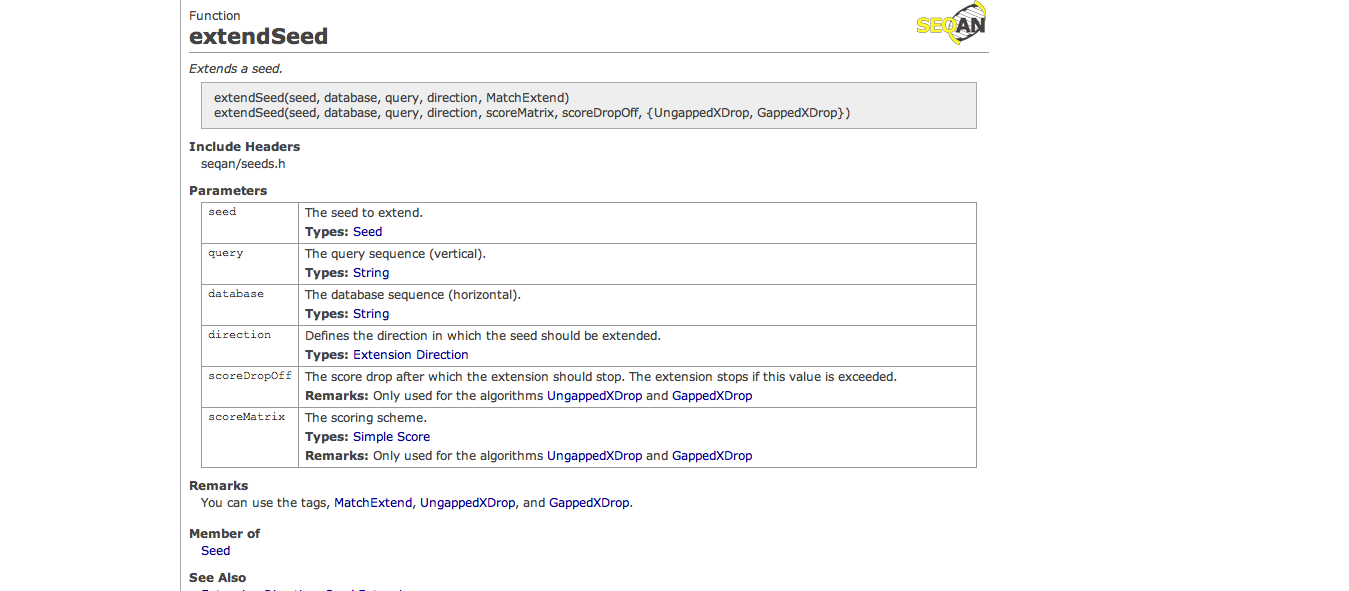 Function
SEQAN
extendSeed
Extends a seed.
extendSeed(seed, database, query, direction, MatchExtend)
extendSeed(seed, database, query, direction, scoreMatrix, scoreDropOff, {UngappedXDrop, GappedXDrop})
Include Headers
seqan/seeds.h
Parameters
seed
The seed to extend.
Types: Seed
query
The query sequence (vertical).
Types: String
database
The database sequence (horizontal).
Types: String
direction
Defines the direction in which the seed should be extended.
Types: Extension Direction
scoreDropOff
The score drop after which the extension should stop. The extension stops if this value is exceeded.
Remarks: Only used for the algorithms UngappedXDrop and GappedXDrop
scoreMatrix
The scoring scheme.
Types: Simple Score
Remarks: Only used for the algorithms UngappedXDrop and GappedXDrop
Remarks
You can use the tags, MatchExtend, UngappedXDrop, and GappedXDrop.
Member of
Seed
See Also